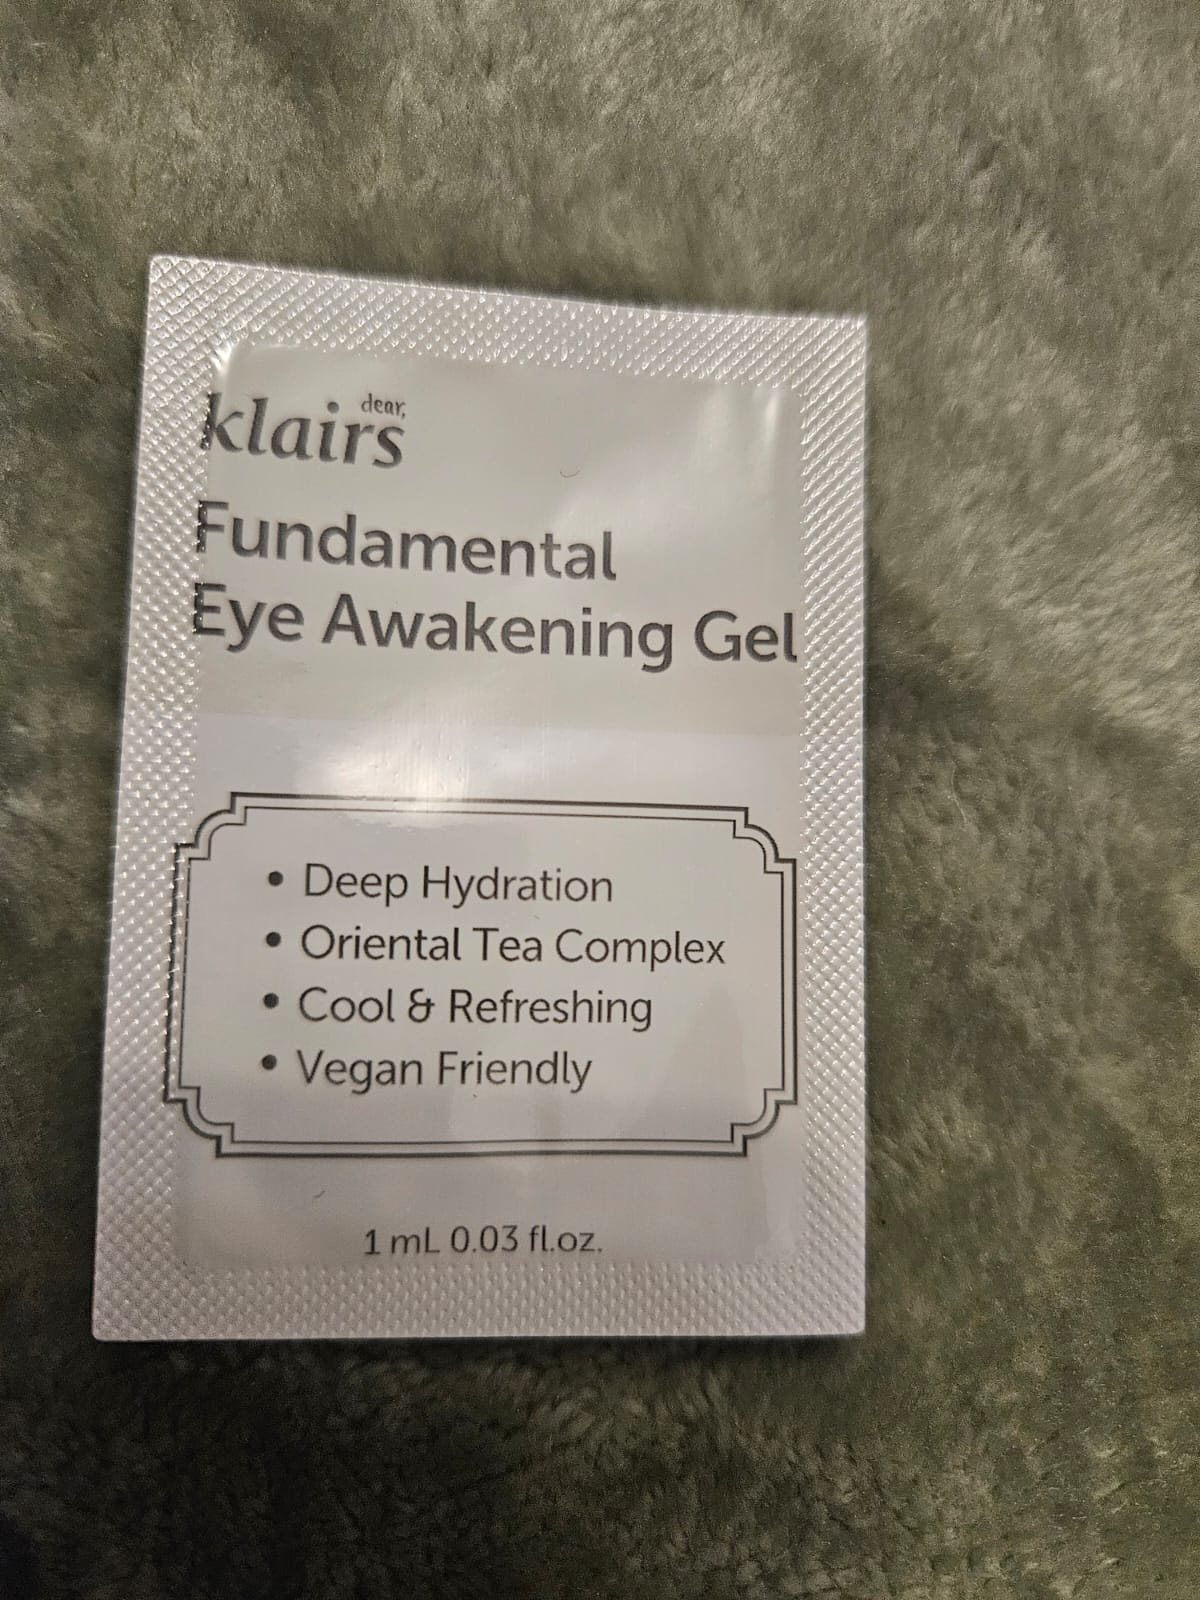 dear,
klairs
Fundamental
Eye Awakening Gel
• Deep Hydration
• Oriental Tea Complex
• Cool & Refreshing
• Vegan Friendly
1 mL 0.03 fl.oz.